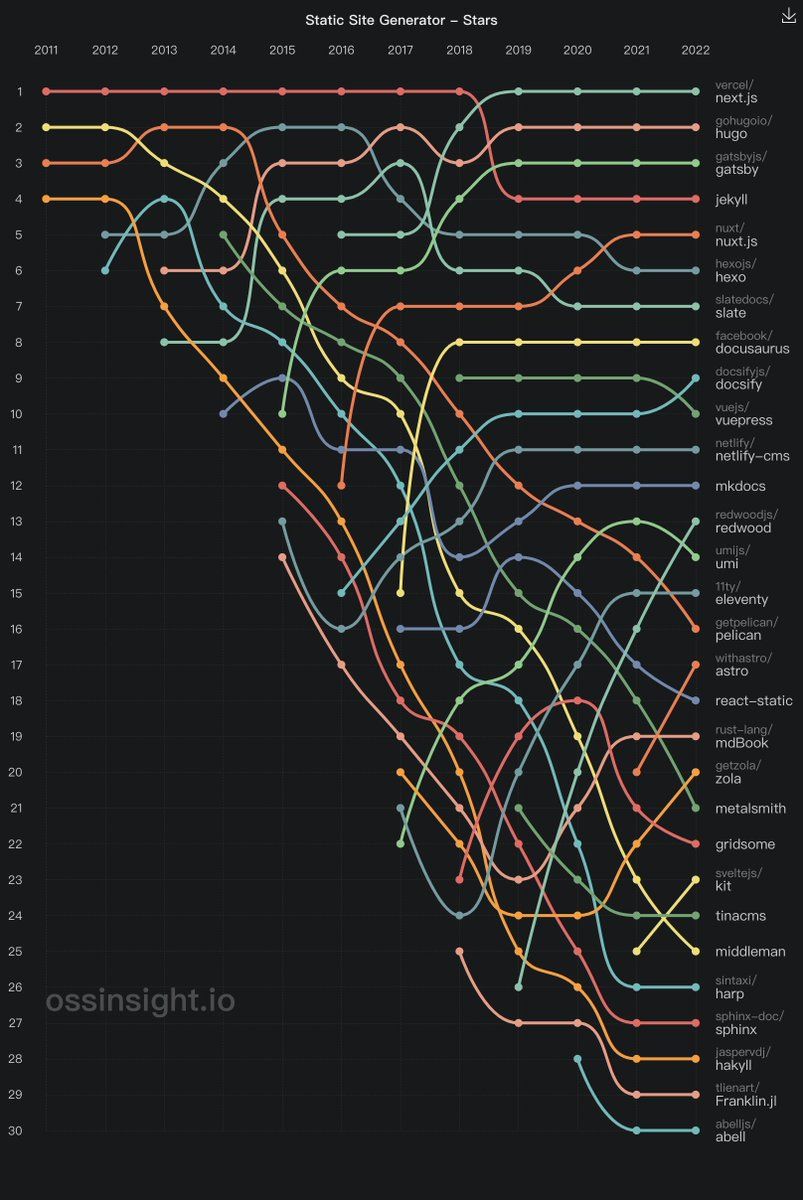 Static Site Generator – Stars
2011 2012 2013 2014 2015 2016 2017 2018 2019 2020 2021 2022
1
vercel/
next.js
2
gohugoio/
hugo
3
gatsbyjs/
gatsby
4
jekyll
5
nuxt/
nuxt.js
6
hexojs/
hexo
7
slatedocs/
slate
8
facebook/
docusaurus
9
docsifyjs/
docsify
10
vuejs/
vuepress
11
netlify/
netlify-cms
12
mkdocs
13
redwoodjs/
redwood
14
umijs/
umi
15
11ty/
eleventy
16
getpelican/
pelican
17
withastro/
astro
18
react-static
19
rust-lang/
mdBook
20
getzola/
zola
21
metalsmith
22
gridsome
23
sveltejs/
kit
24
tinacms
25
middleman
26
sintaxi/
harp
27
sphinx-doc/
sphinx
28
jaspervdj/
hakyll
29
tlienart/
Franklin.jl
30
abelljs/
abell
ossinsight.io